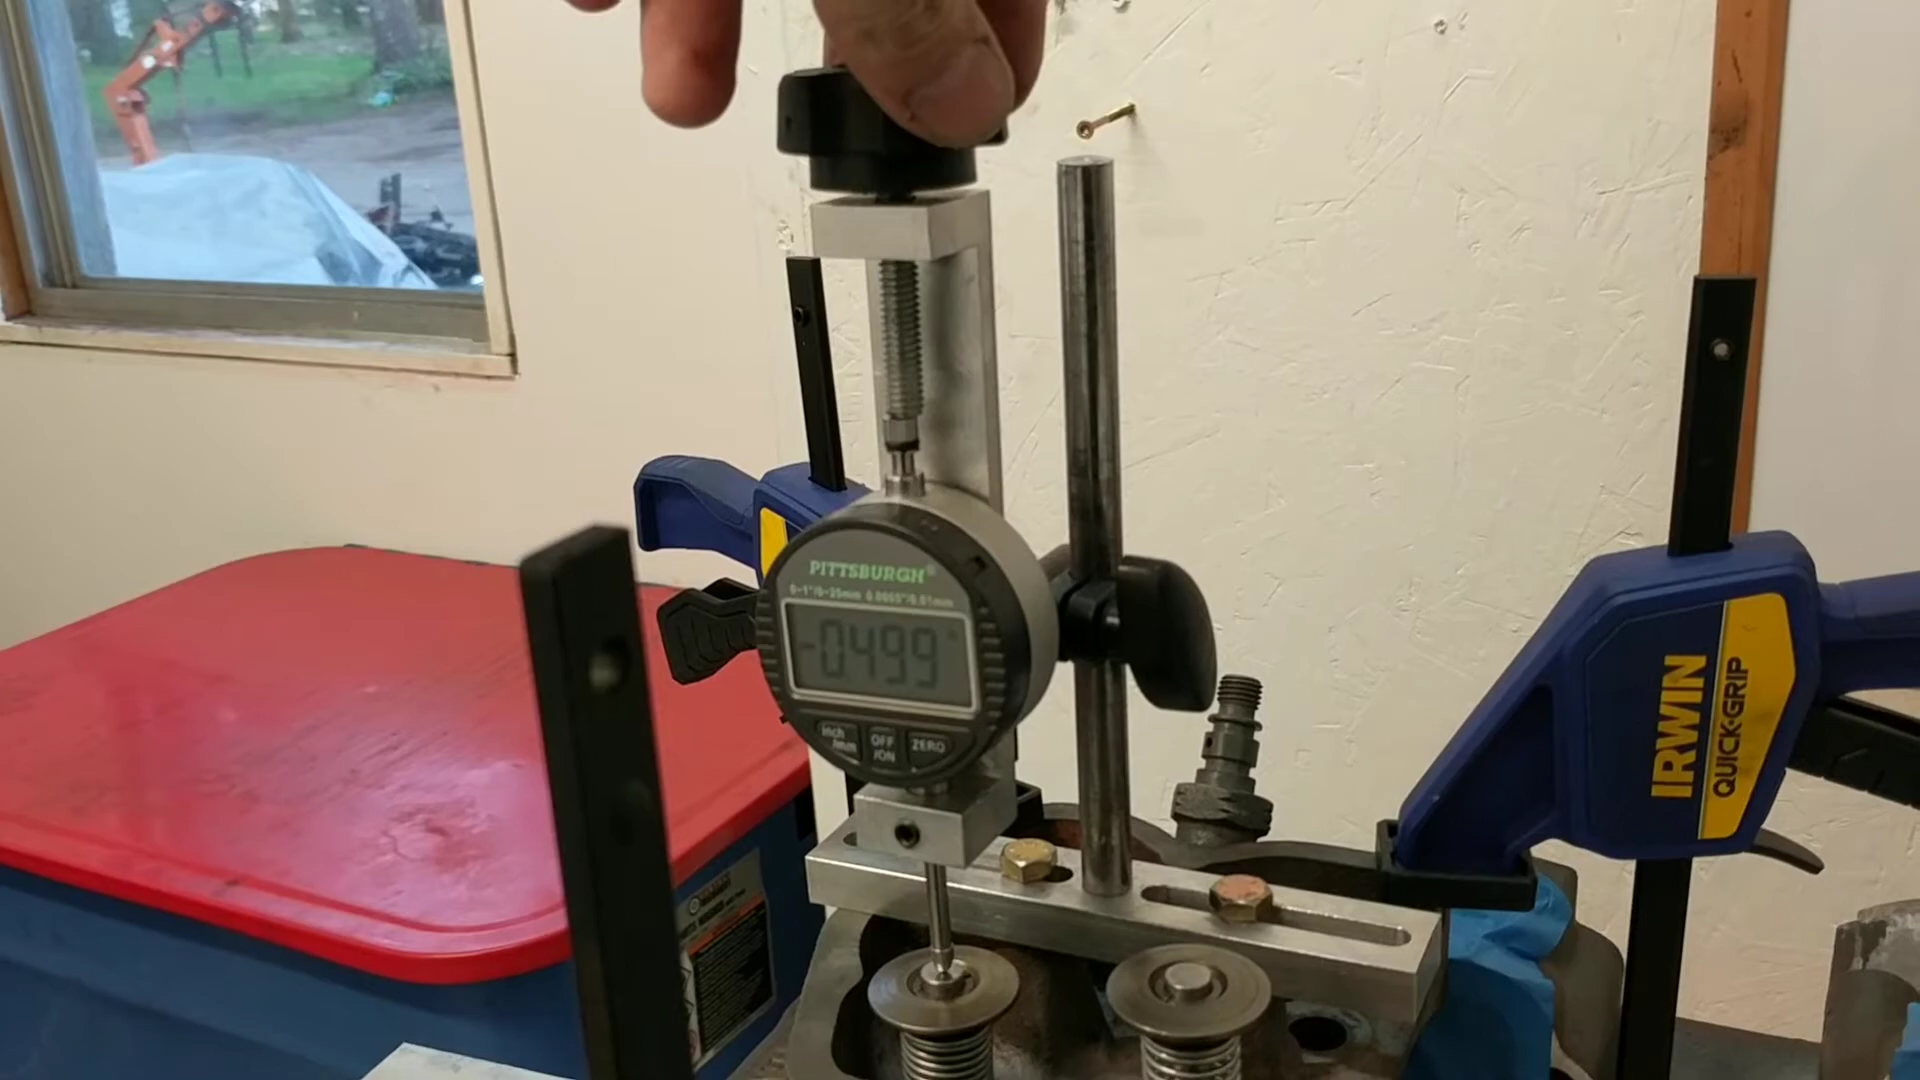 PITTSBURGH®
0-1"/0-25mm 0.0005"/0.01mm
-0499"
inch
/mm
OFF
/ON
ZERO
IRWIN
QUICK-GRIP